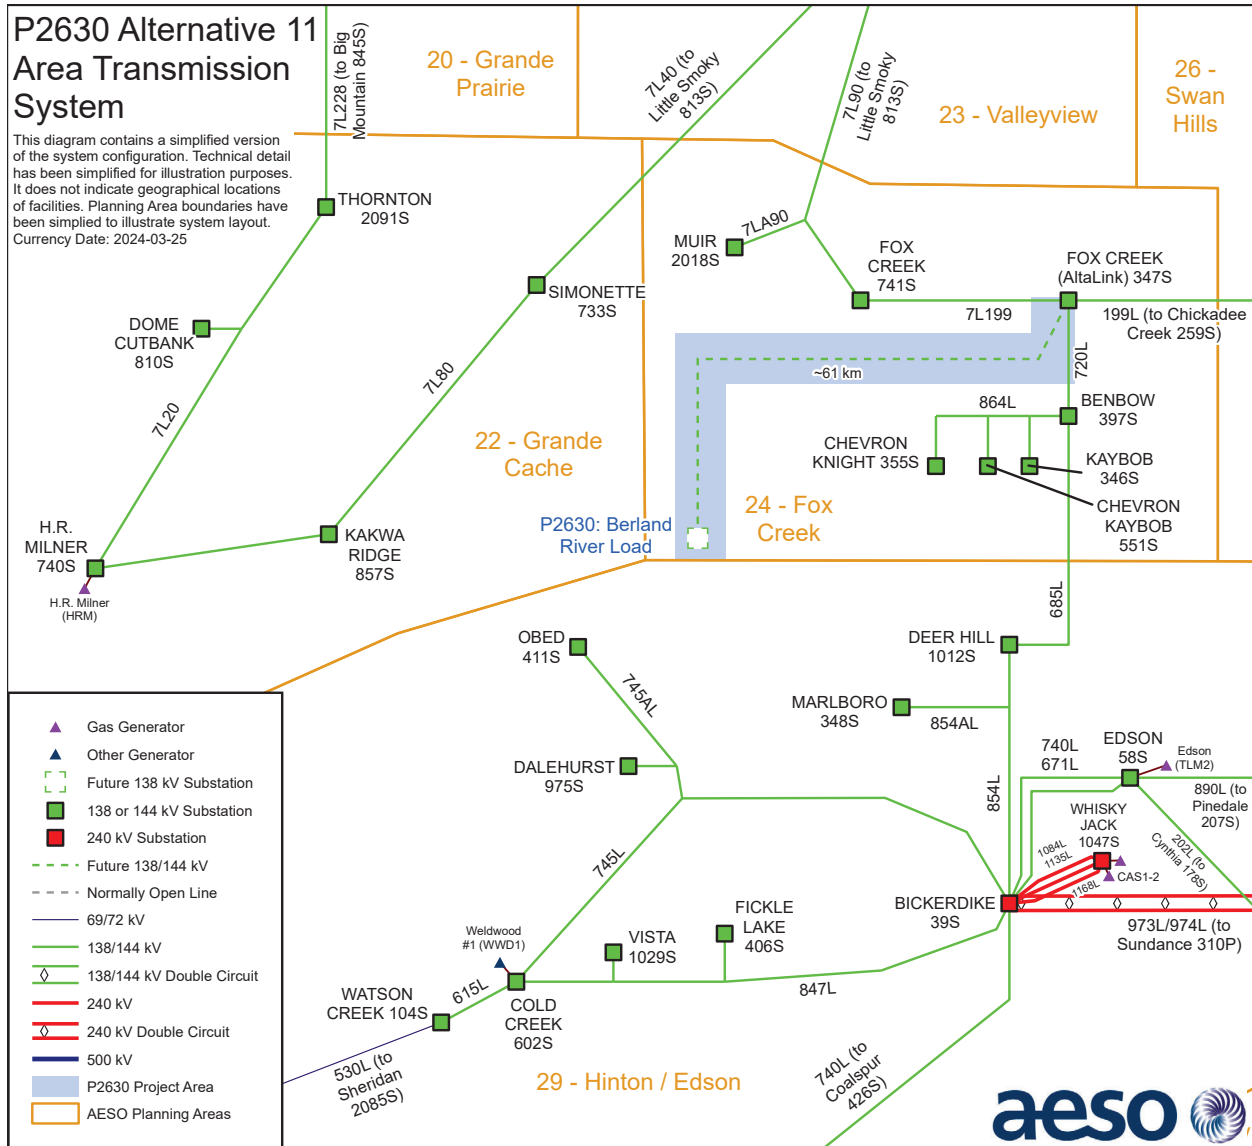 P2630 Alternative 11
Area Transmission
System
This diagram contains a simplified version
of the system configuration. Technical detail
has been simplified for illustration purposes.
It does not indicate geographical locations
of facilities. Planning Area boundaries have
been simplied to illustrate system layout.
Currency Date: 2024-03-25
7L228 (to Big
Mountain 845S)
20 - Grande
Prairie
7L40 (to
Little Smoky
813S)
7L90 (to
Little Smoky
813S)
23 - Valleyview
26 -
Swan
Hills
THORNTON
2091S
MUIR
2018S
7LA90
FOX
CREEK
741S
FOX CREEK
(AltaLink) 347S
SIMONETTE
733S
7L199
199L (to Chickadee
Creek 259S)
DOME
CUTBANK
810S
720L
~61 km
7L80
7L20
864L
BENBOW
397S
22 - Grande
Cache
CHEVRON
KNIGHT 355S
KAYBOB
346S
CHEVRON
KAYBOB
551S
24 - Fox
Creek
P2630: Berland
River Load
H.R.
MILNER
740S
KAKWA
RIDGE
857S
H.R. Milner
(HRM)
685L
OBED
411S
DEER HILL
1012S
745AL
MARLBORO
348S
854AL
DALEHURST
975S
854L
740L
671L
EDSON
58S
Edson
(TLM2)
890L (to
Pinedale
207S)
WHISKY
JACK
1047S
1084L
1135L
1168L
CAS1-2
202L (to
Cynthia 178S)
745L
BICKERDIKE
39S
973L/974L (to
Sundance 310P)
FICKLE
LAKE
406S
VISTA
1029S
Weldwood
#1 (WWD1)
847L
615L
WATSON
CREEK 104S
COLD
CREEK
602S
530L (to
Sheridan
2085S)
740L (to
Coalspur
426S)
29 - Hinton / Edson
Gas Generator
Other Generator
Future 138 kV Substation
138 or 144 kV Substation
240 kV Substation
Future 138/144 kV
Normally Open Line
69/72 kV
138/144 kV
138/144 kV Double Circuit
240 kV
240 kV Double Circuit
500 kV
P2630 Project Area
AESO Planning Areas
aeso